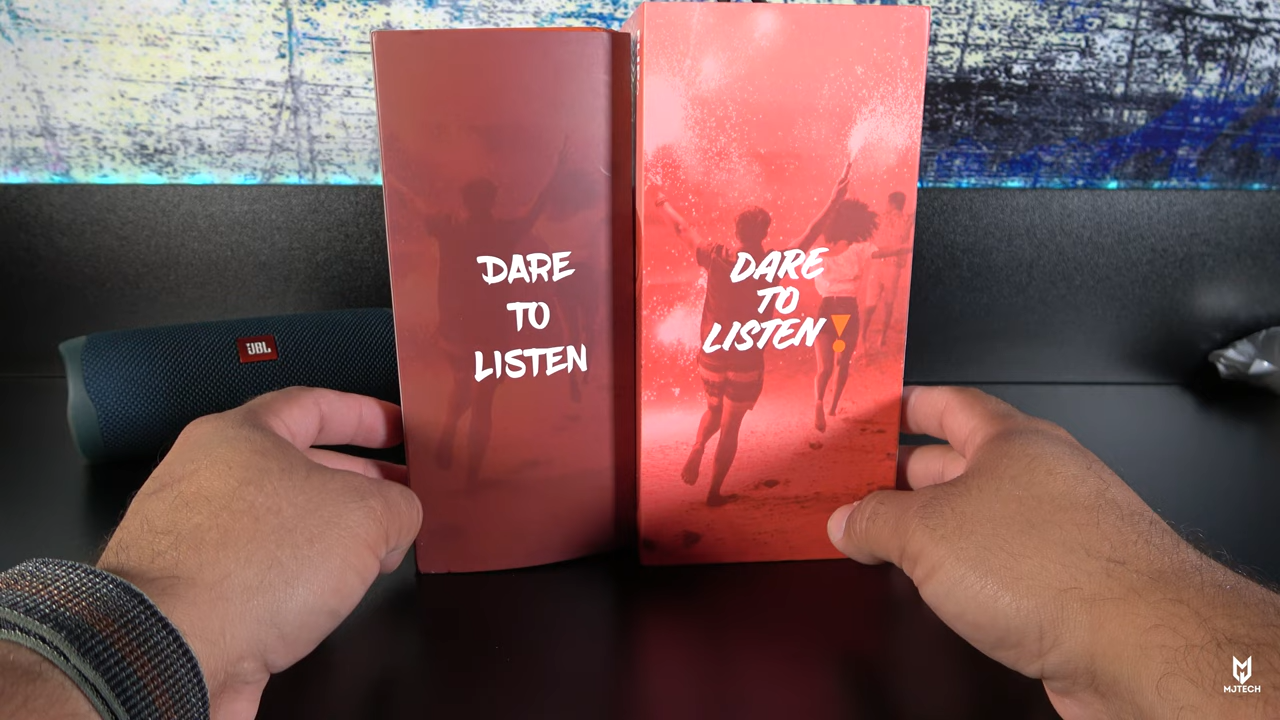 DARE
TO
LISTEN
DARE
TO
LISTEN!
JBL
MJTECH